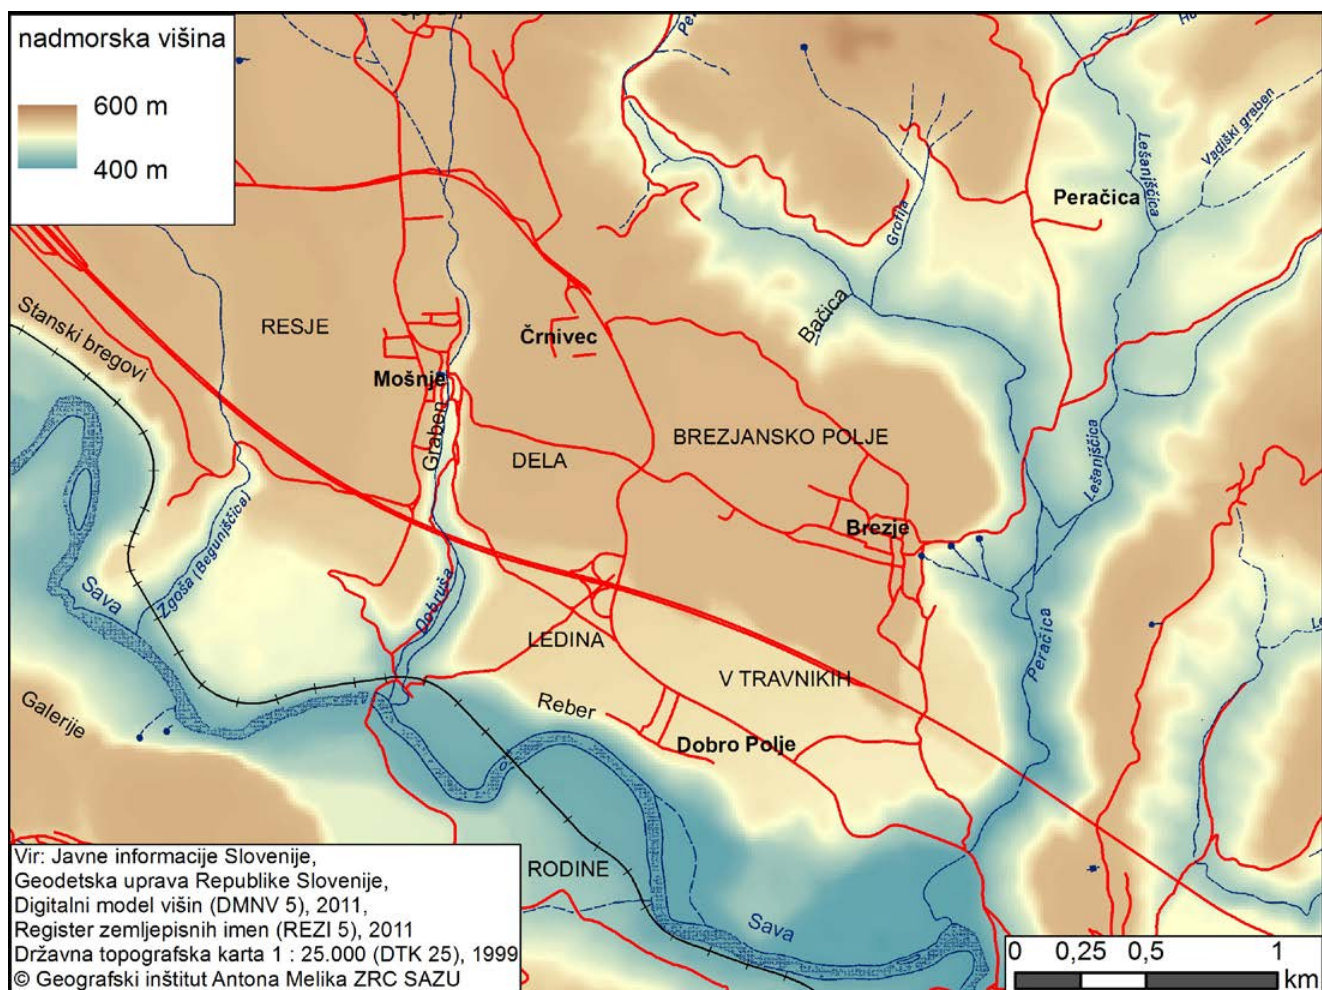 nadmorska višina
600 m
400 m
Lešanjščica
Vadiški graben
Peračica
Grofija
Bačica
Stanski bregovi
RESJE
Črnivec
Mošnje
Graben
DELA
BREZJANSKO POLJE
Lešanjščica
Brezje
Sava
Zgoša (Begunjščica)
Dobruša
LEDINA
V TRAVNIKIH
Peračica
Galerije
Reber
Dobro Polje
RODINE
Sava
Vir: Javne informacije Slovenije,
Geodetska uprava Republike Slovenije,
Digitalni model višin (DMNV 5), 2011,
Register zemljepisnih imen (REZI 5), 2011
Državna topografska karta 1 : 25.000 (DTK 25), 1999
© Geografski inštitut Antona Melika ZRC SAZU
0 0,25 0,5 1
km